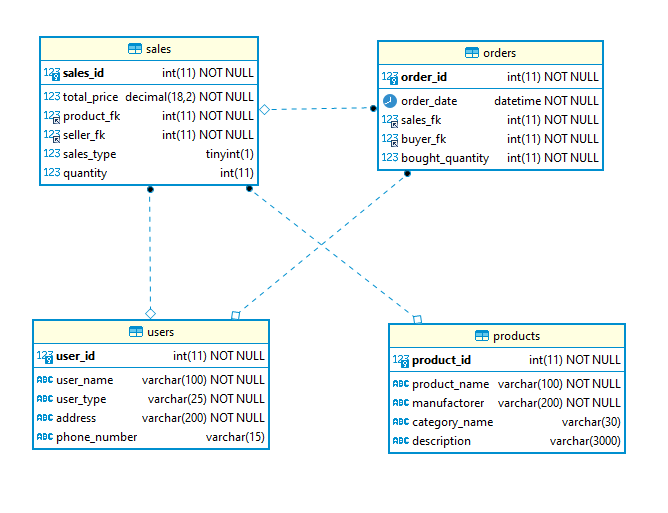 sales
123 sales_id int(11) NOT NULL
123 total_price decimal(18,2) NOT NULL
123 product_fk int(11) NOT NULL
123 seller_fk int(11) NOT NULL
123 sales_type tinyint(1)
123 quantity int(11)
orders
123 order_id int(11) NOT NULL
order_date datetime NOT NULL
123 sales_fk int(11) NOT NULL
123 buyer_fk int(11) NOT NULL
123 bought_quantity int(11) NOT NULL
users
123 user_id int(11) NOT NULL
ABC user_name varchar(100) NOT NULL
ABC user_type varchar(25) NOT NULL
ABC address varchar(200) NOT NULL
ABC phone_number varchar(15)
products
123 product_id int(11) NOT NULL
ABC product_name varchar(100) NOT NULL
ABC manufactorer varchar(200) NOT NULL
ABC category_name varchar(30)
ABC description varchar(3000)